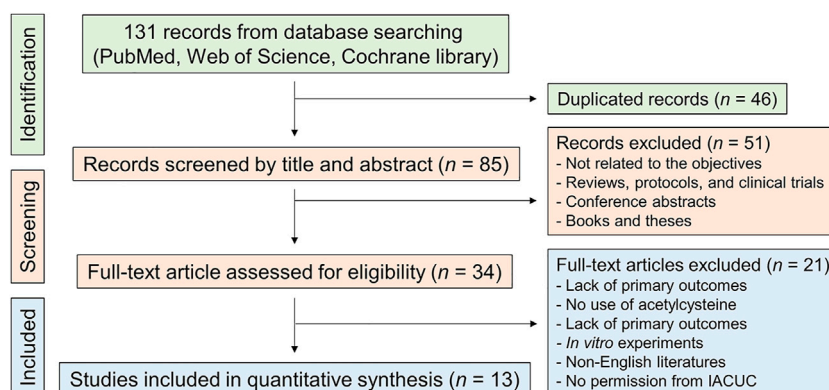 Identification
131 records from database searching
(PubMed, Web of Science, Cochrane library)
Duplicated records (n = 46)
Records screened by title and abstract (n = 85)
Records excluded (n = 51)
- Not related to the objectives
- Reviews, protocols, and clinical trials
- Conference abstracts
- Books and theses
Screening
Full-text article assessed for eligibility (n = 34)
Full-text articles excluded (n = 21)
- Lack of primary outcomes
- No use of acetylcysteine
- Lack of primary outcomes
- In vitro experiments
- Non-English literatures
- No permission from IACUC
Included
Studies included in quantitative synthesis (n = 13)